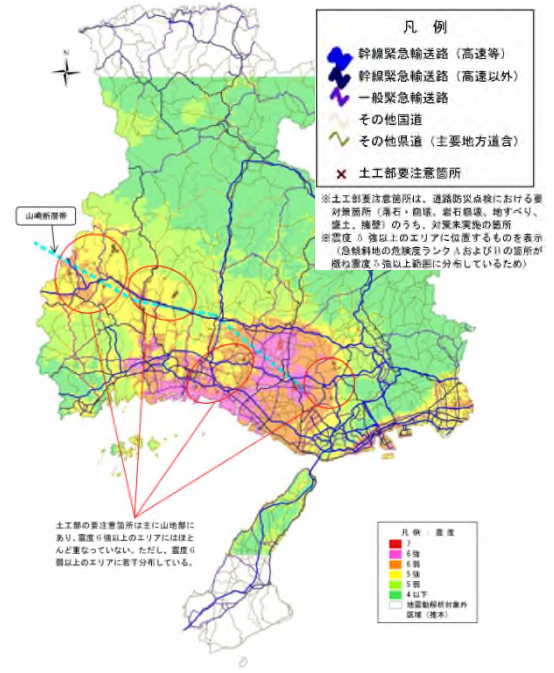 凡 例
幹線緊急輸送路（高速等）
幹線緊急輸送路（高速以外）
一般緊急輸送路
その他国道
その他県道（主要地方道含）
土工部要注意箇所
※土工部要注意箇所は、道路防災点検における要
対策箇所（落石・崩壊、岩石崩壊、地すべり、
盛土、擁壁）のうち、対策未実施の箇所
※震度 5 強以上のエリアに位置するものを表示
（急傾斜地の危険度ランクAおよびBの箇所が
概ね震度5強以上範囲に分布しているため）
N
山崎断層帯
土工部の要注意箇所は主に山地部に
あり、震度6強以上のエリアにはほと
んど重なっていない。ただし、震度6
弱以上のエリアに若干分布している。
凡 例 : 震 度
7
6 強
6 弱
5 強
5 弱
4 以下
地震動解析対象外
区域（推本）